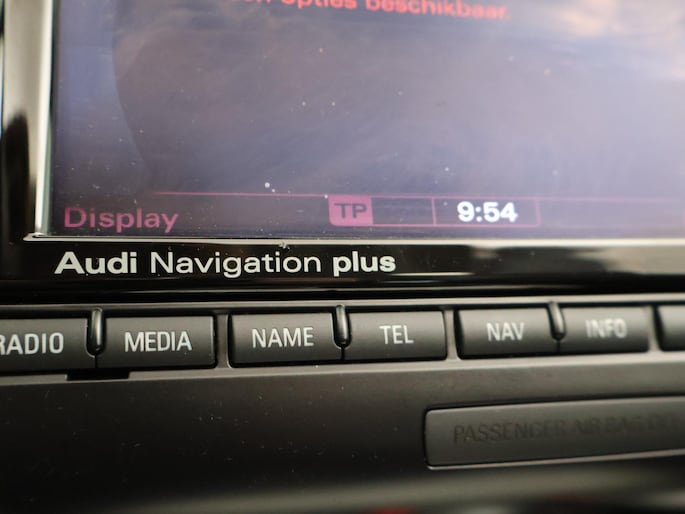 opties beschikbaar.
Display TP 9:54
Audi Navigation plus
RADIO MEDIA NAME TEL NAV INFO
PASSENGER AIR BAG